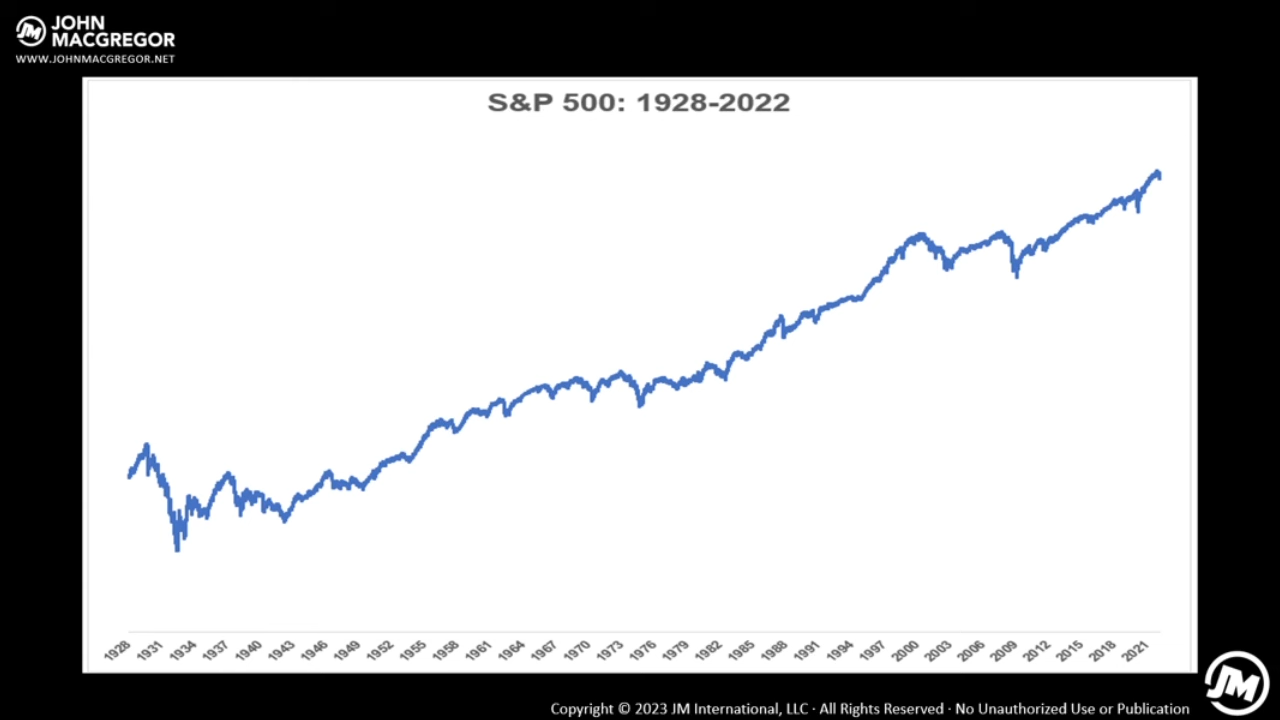 JM JOHN
MACGREGOR
WWW.JOHNMACGREGOR.NET
S&P 500: 1928-2022
1928 1931 1934 1937 1940 1943 1946 1949 1952 1955 1958 1961 1964 1967 1970 1973 1976 1979 1982 1985 1988 1991 1994 1997 2000 2003 2006 2009 2012 2015 2018 2021
JM
Copyright © 2023 JM International, LLC · All Rights Reserved · No Unauthorized Use or Publication